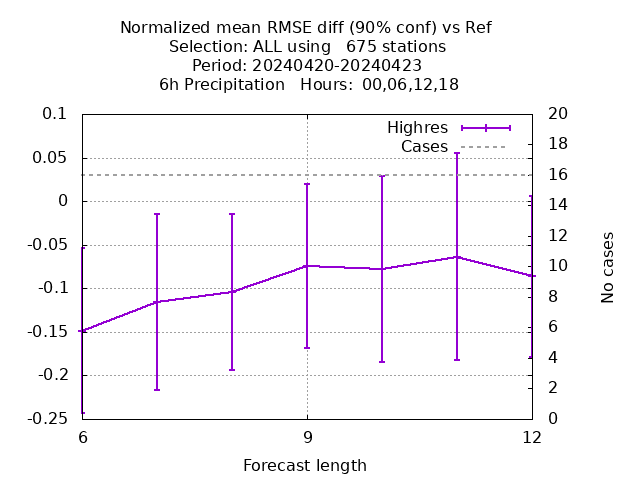 Normalized mean RMSE diff (90% conf) vs Ref
Selection: ALL using   675 stations
Period: 20240420-20240423
6h Precipitation   Hours:  00,06,12,18
Highres
Cases
0.1
0.05
0
-0.05
-0.1
-0.15
-0.2
-0.25
20
18
16
14
12
10
8
6
4
2
0
No cases
6
9
12
Forecast length